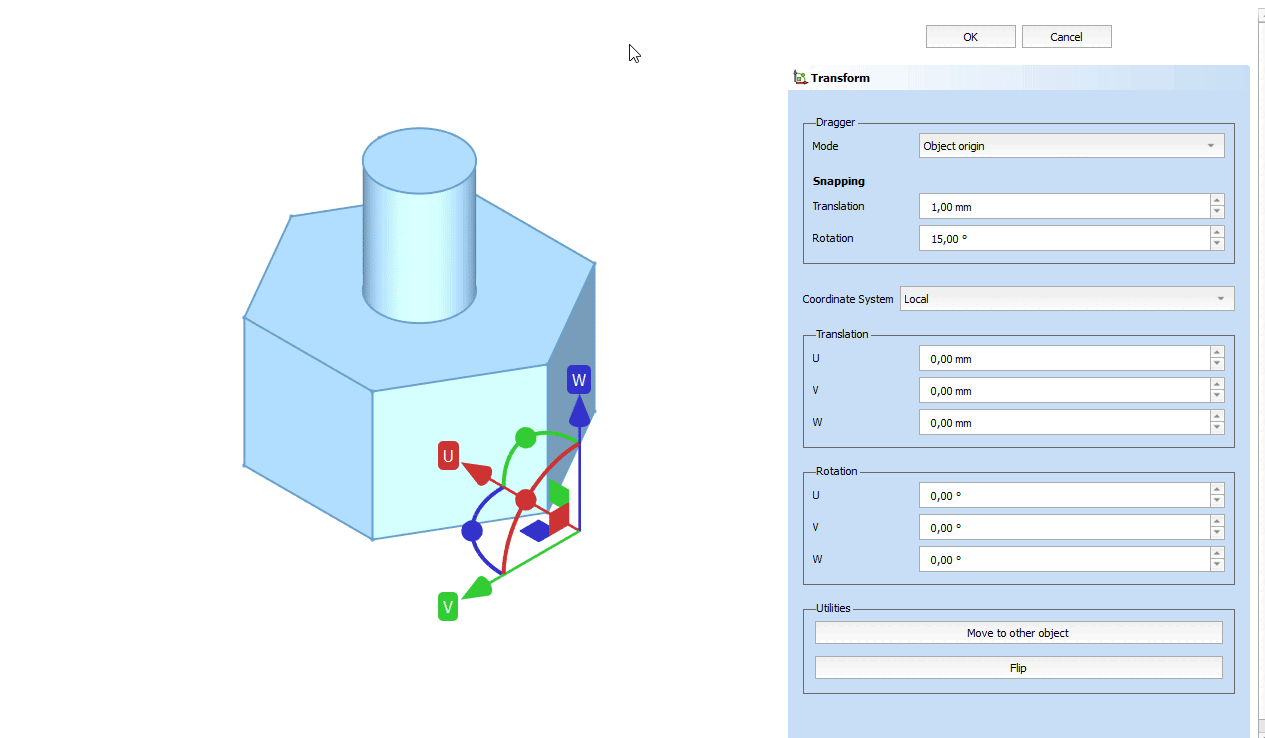 OK Cancel
Transform
Dragger
Mode Object origin
Snapping
Translation 1,00 mm
Rotation 15,00 °
Coordinate System Local
Translation
U 0,00 mm
V 0,00 mm
W 0,00 mm
Rotation
U 0,00 °
V 0,00 °
W 0,00 °
Utilities
Move to other object
Flip
W
U
V